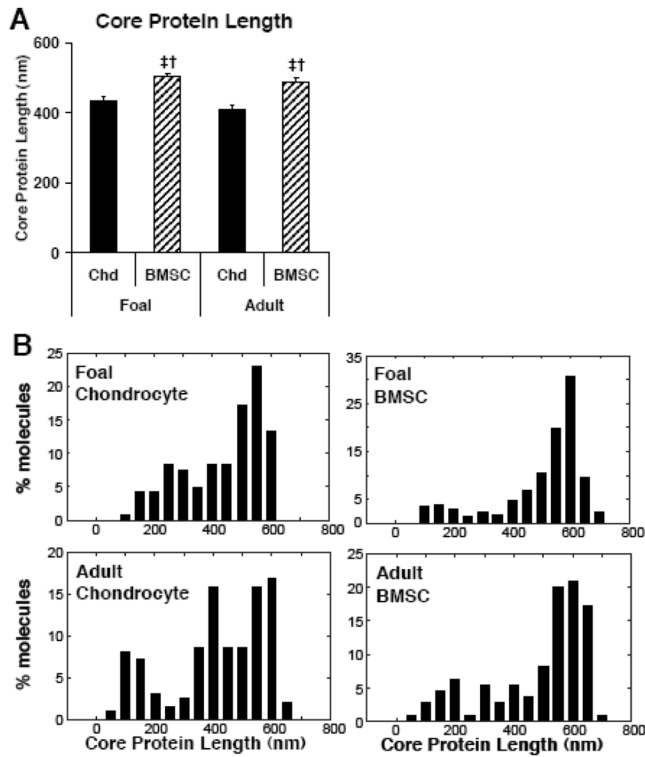 A
Core Protein Length
Core Protein Length (nm)
600
400
200
0
‡†
‡†
Chd BMSC Chd BMSC
Foal Adult
B
% molecules
25
20
15
10
5
0
Foal
Chondrocyte
0 200 400 600 800
35
25
15
5
0
Foal
BMSC
0 200 400 600 800
% molecules
20
15
10
5
0
Adult
Chondrocyte
0 200 400 600 800
Core Protein Length (nm)
25
20
15
10
5
0
Adult
BMSC
0 200 400 600 800
Core Protein Length (nm)